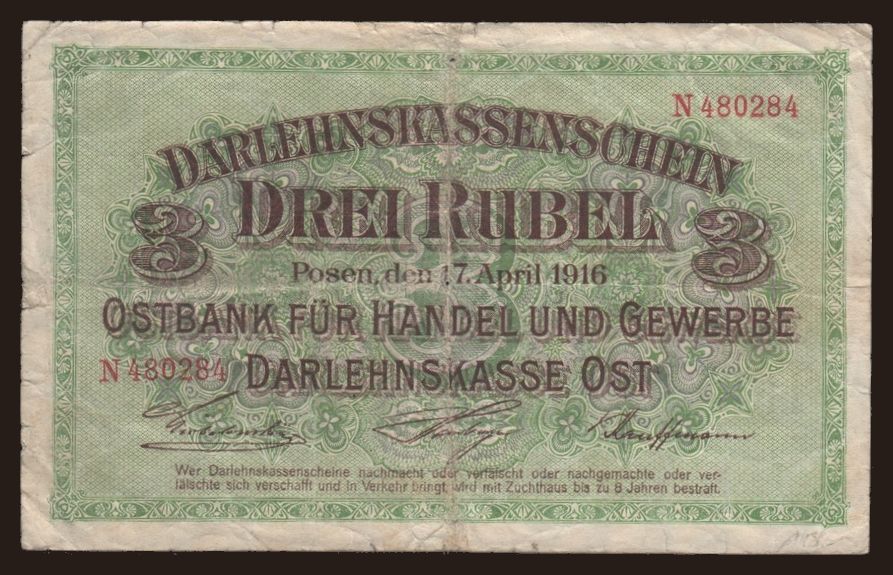 N 480284
DARLEHNSKASSENSCHEIN
3 DREI RUBEL 3
Posen, den 17. April 1916
OSTBANK FÜR HANDEL UND GEWERBE
N 480284 DARLEHNSKASSE OST
Wer Darlehnskassenscheine nachmacht oder verfälscht oder nachgemachte oder ver-
fälschte sich verschafft und in Verkehr bringt, wird mit Zuchthaus bis zu 8 Jahren bestraft.